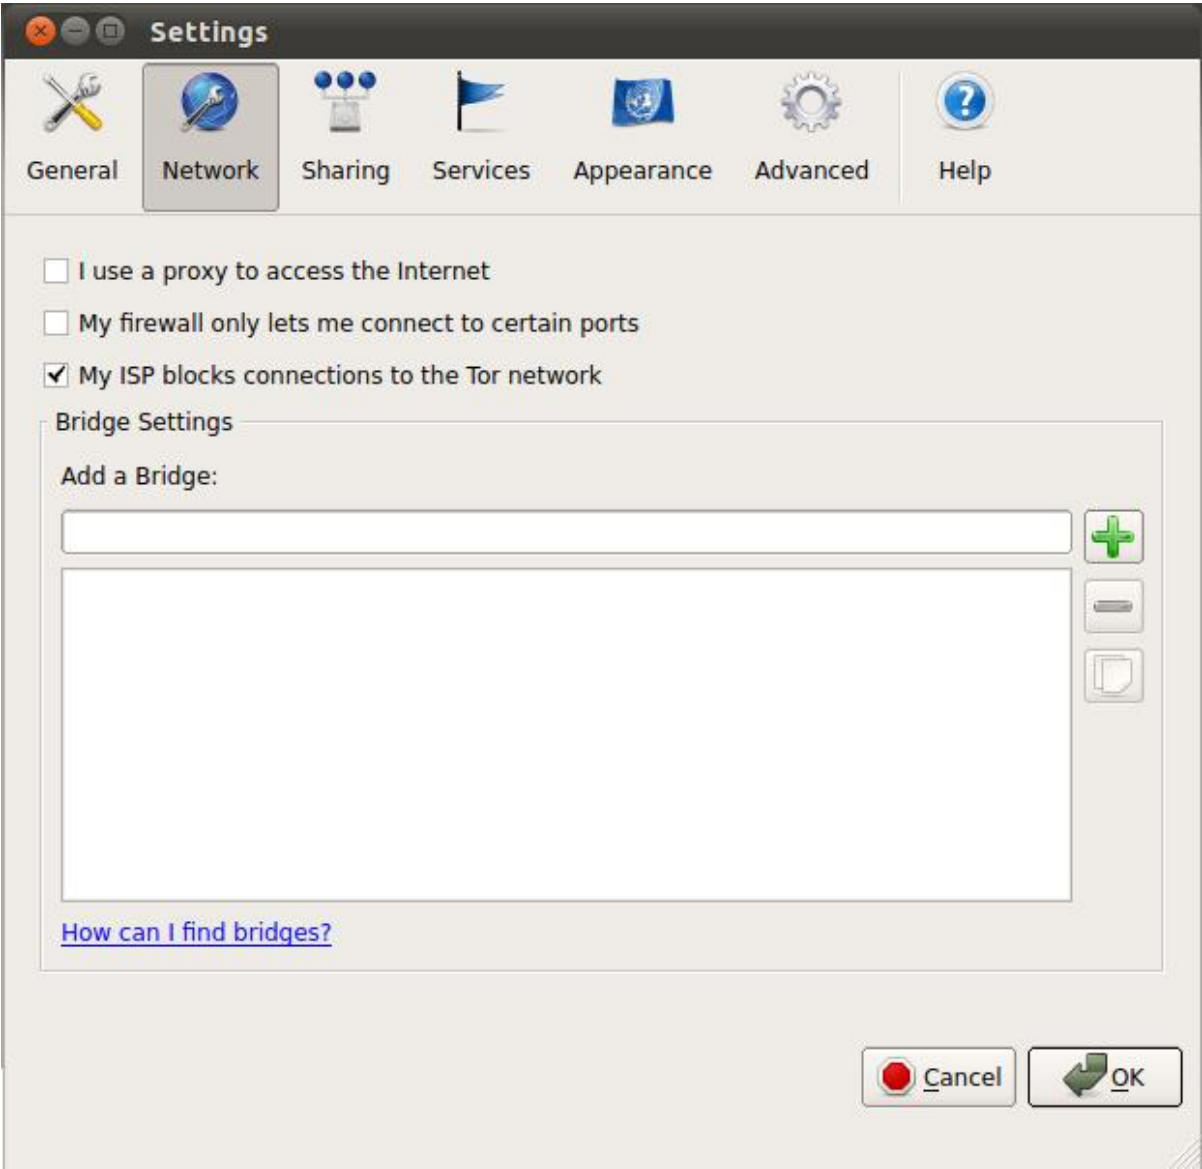 Settings
General Network Sharing Services Appearance Advanced Help
I use a proxy to access the Internet
My firewall only lets me connect to certain ports
My ISP blocks connections to the Tor network
Bridge Settings
Add a Bridge:
How can I find bridges?
Cancel OK